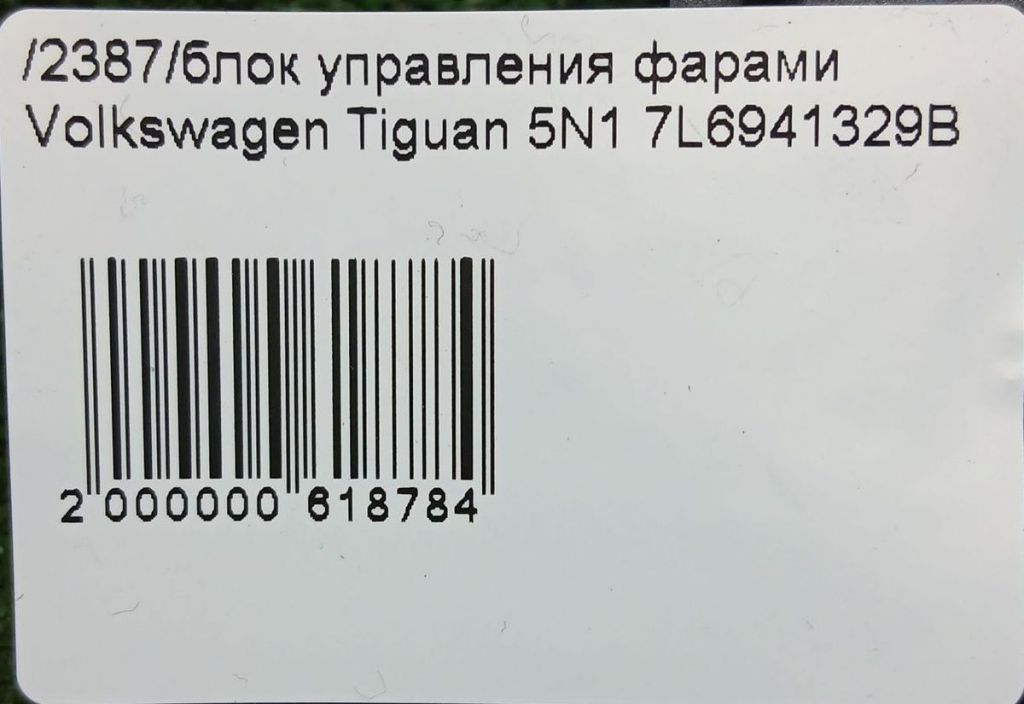 /2387/блок управления фарами
Volkswagen Tiguan 5N1 7L6941329B
2 000000 618784